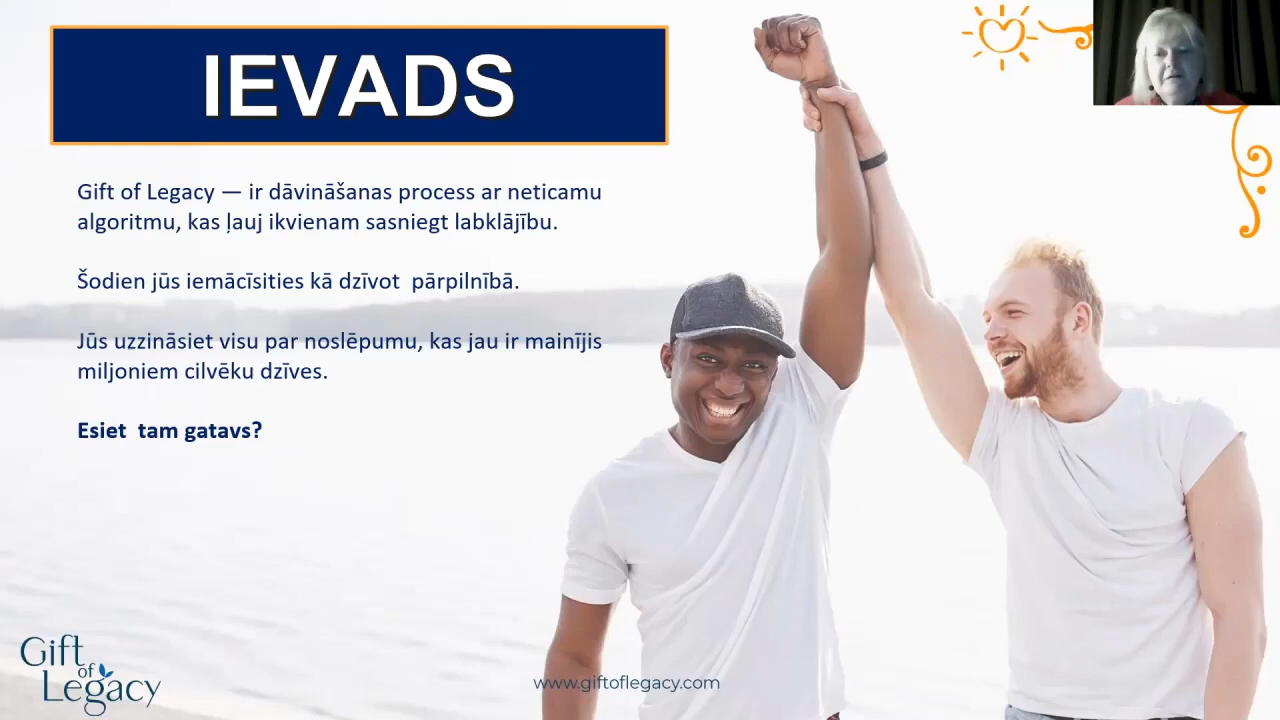 IEVADS
Gift of Legacy — ir dāvināšanas process ar neticamu
algoritmu, kas ļauj ikvienam sasniegt labklājību.
Šodien jūs iemācīsities kā dzīvot  pārpilnībā.
Jūs uzzināsiet visu par noslēpumu, kas jau ir mainījis
miljoniem cilvēku dzīves.
Esiet  tam gatavs?
Gift
of
Legacy
www.giftoflegacy.com